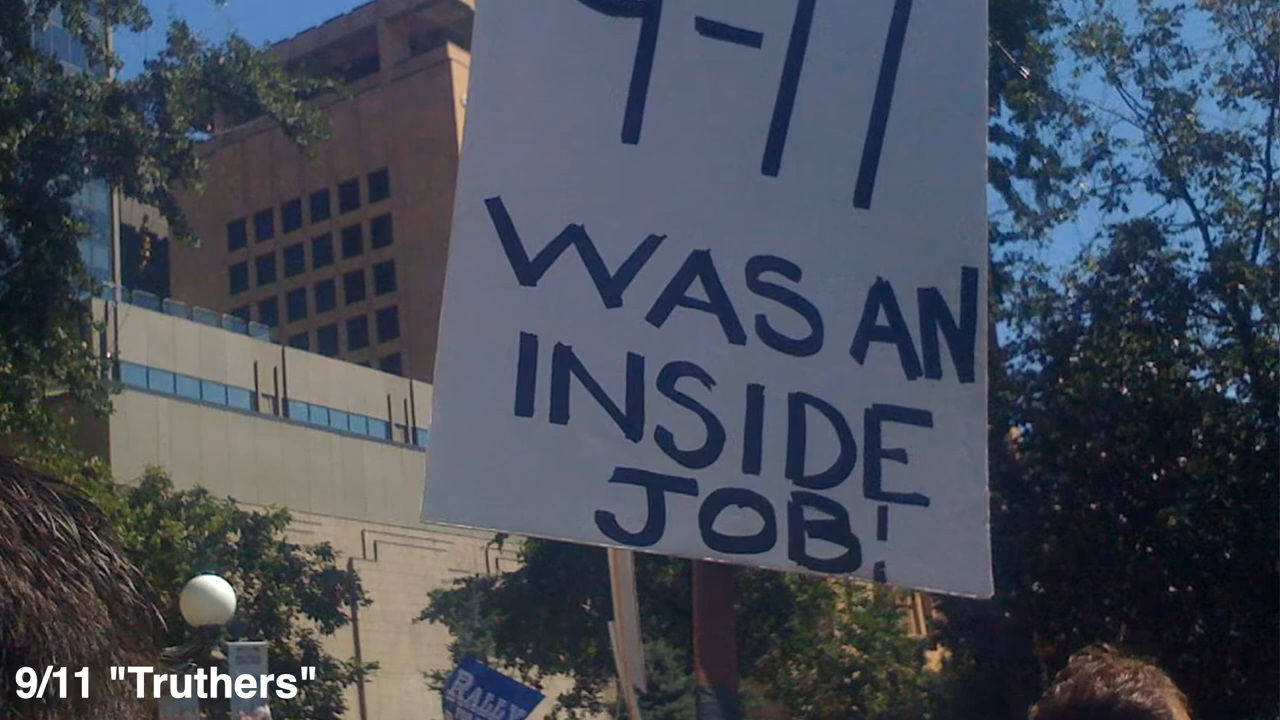 9-11
WAS AN
INSIDE
JOB!
RALLY
9/11 "Truthers"